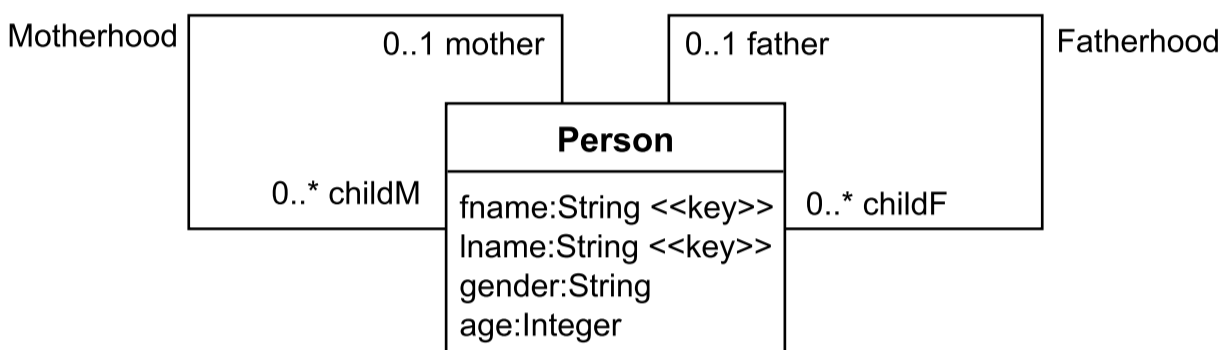 Motherhood
0..1 mother
0..1 father
Fatherhood
Person
0..* childM
fname:String <<key>>
lname:String <<key>>
gender:String
age:Integer
0..* childF